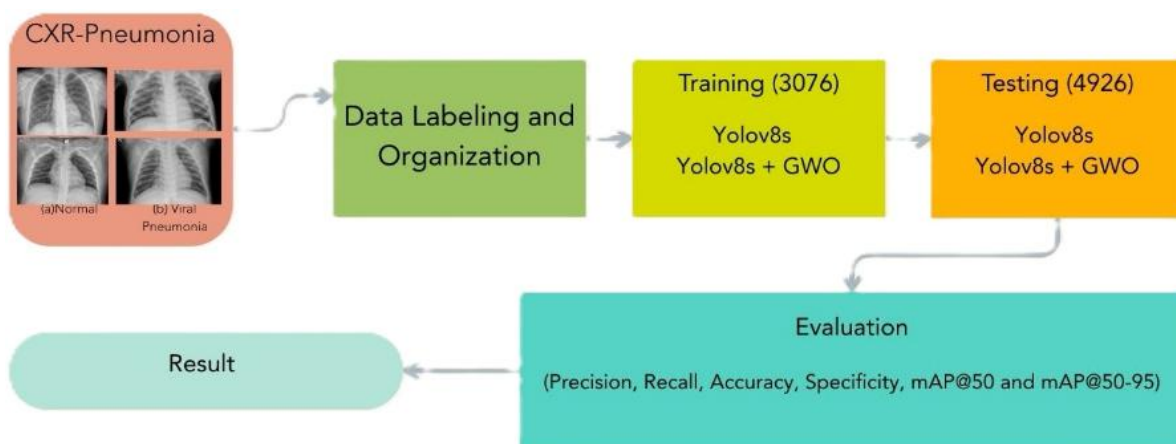 CXR-Pneumonia
(a)Normal
(b) Viral
Pneumonia
Data Labeling and
Organization
Training (3076)
Yolov8s
Yolov8s + GWO
Testing (4926)
Yolov8s
Yolov8s + GWO
Evaluation
(Precision, Recall, Accuracy, Specificity, mAP@50 and mAP@50-95)
Result